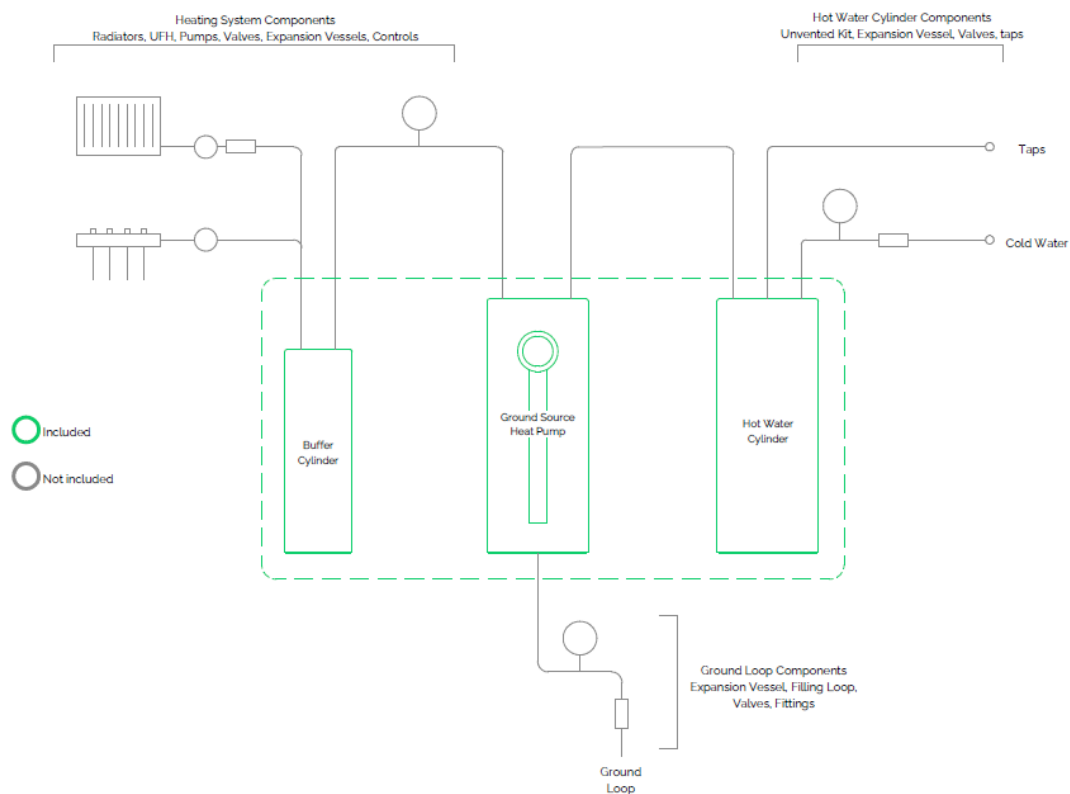 Heating System Components
Radiators, UFH, Pumps, Valves, Expansion Vessels, Controls
Hot Water Cylinder Components
Unvented Kit, Expansion Vessel, Valves, taps
Taps
Cold Water
Ground Source
Heat Pump
Hot Water
Cylinder
Buffer
Cylinder
Included
Not included
Ground Loop Components
Expansion Vessel, Filling Loop,
Valves, Fittings
Ground
Loop